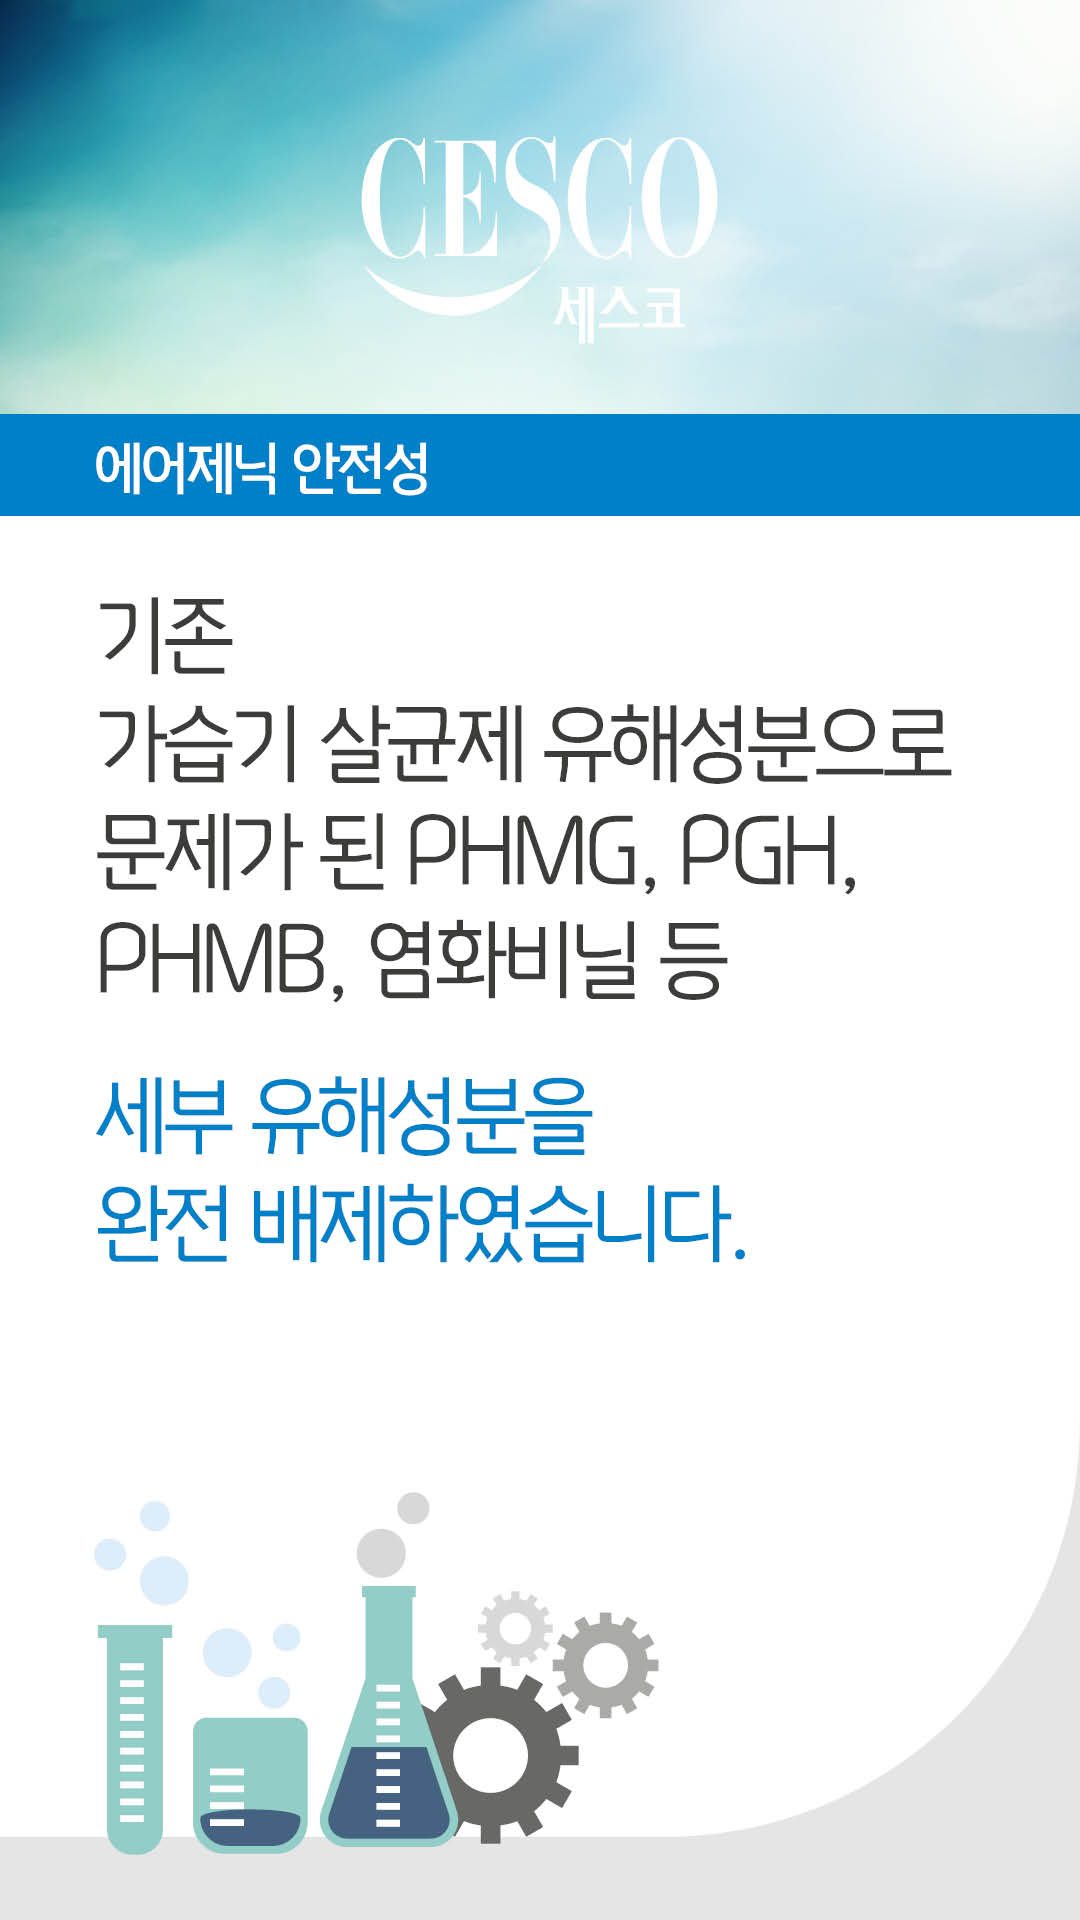 CESCO
세스코
에어제닉 안전성
기존
가습기 살균제 유해성분으로
문제가 된 PHMG, PGH,
PHMB, 염화비닐 등
세부 유해성분을
완전 배제하였습니다.